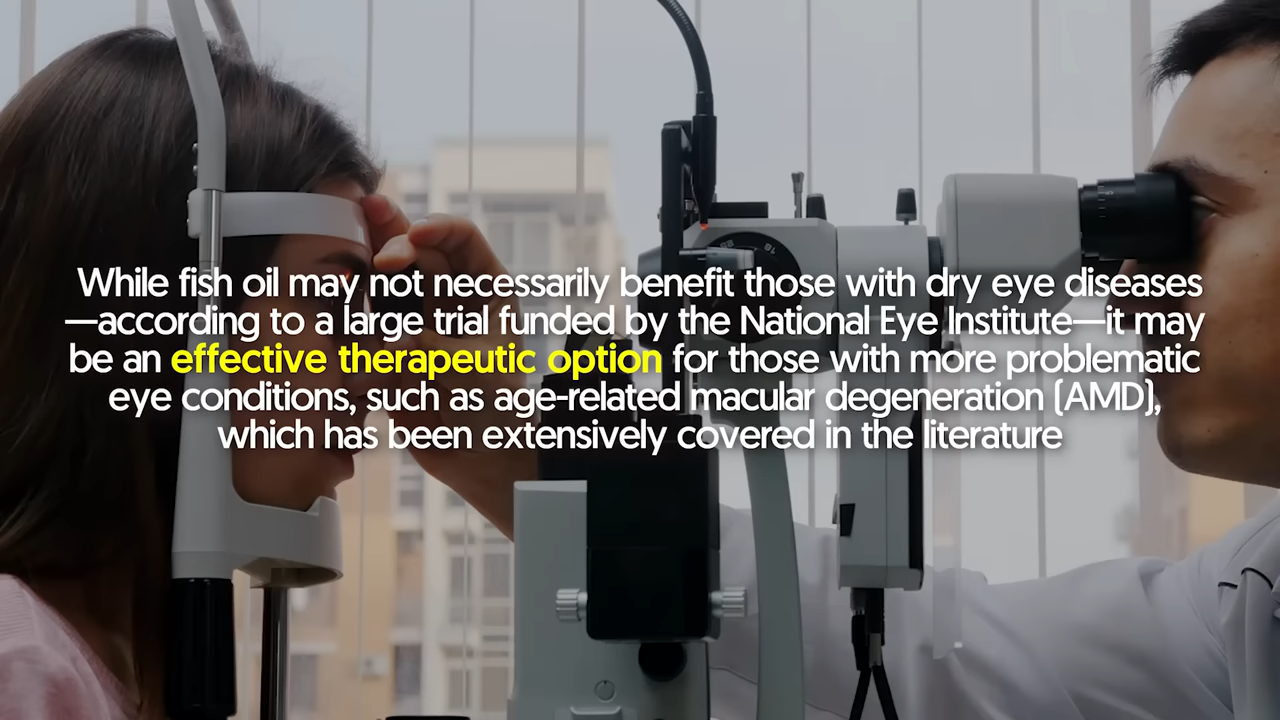 While fish oil may not necessarily benefit those with dry eye diseases
—according to a large trial funded by the National Eye Institute—it may
be an effective therapeutic option for those with more problematic
eye conditions, such as age-related macular degeneration (AMD),
which has been extensively covered in the literature